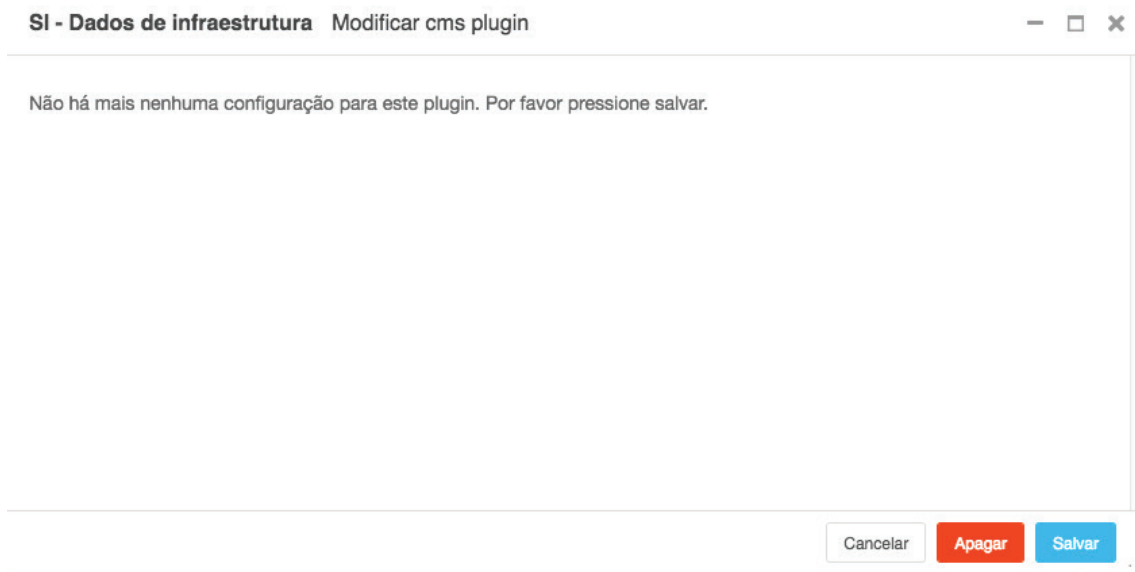 SI - Dados de infraestrutura Modificar cms plugin
Não há mais nenhuma configuração para este plugin. Por favor pressione salvar.
Cancelar Apagar Salvar